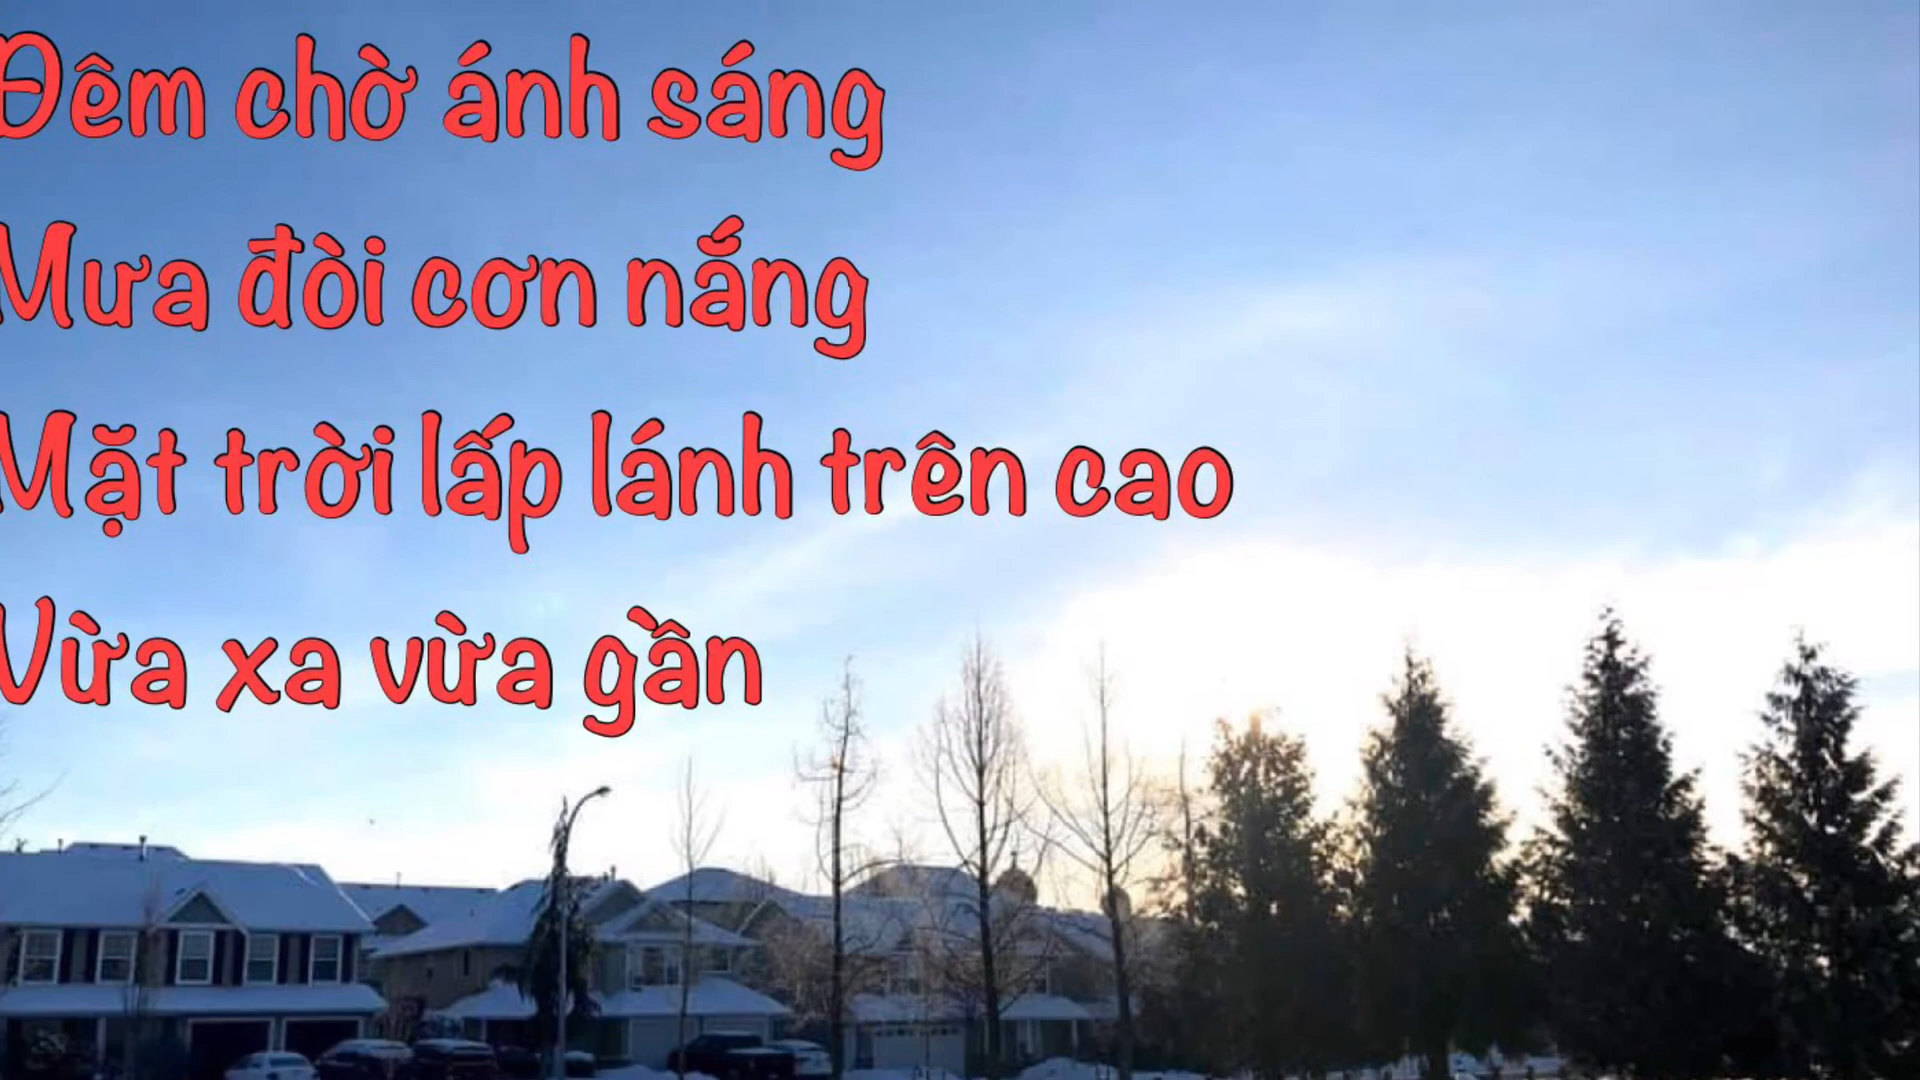 Đêm chờ ánh sáng
Mưa đòi cơn nắng
Mặt trời lấp lánh trên cao
Vừa xa vừa gần